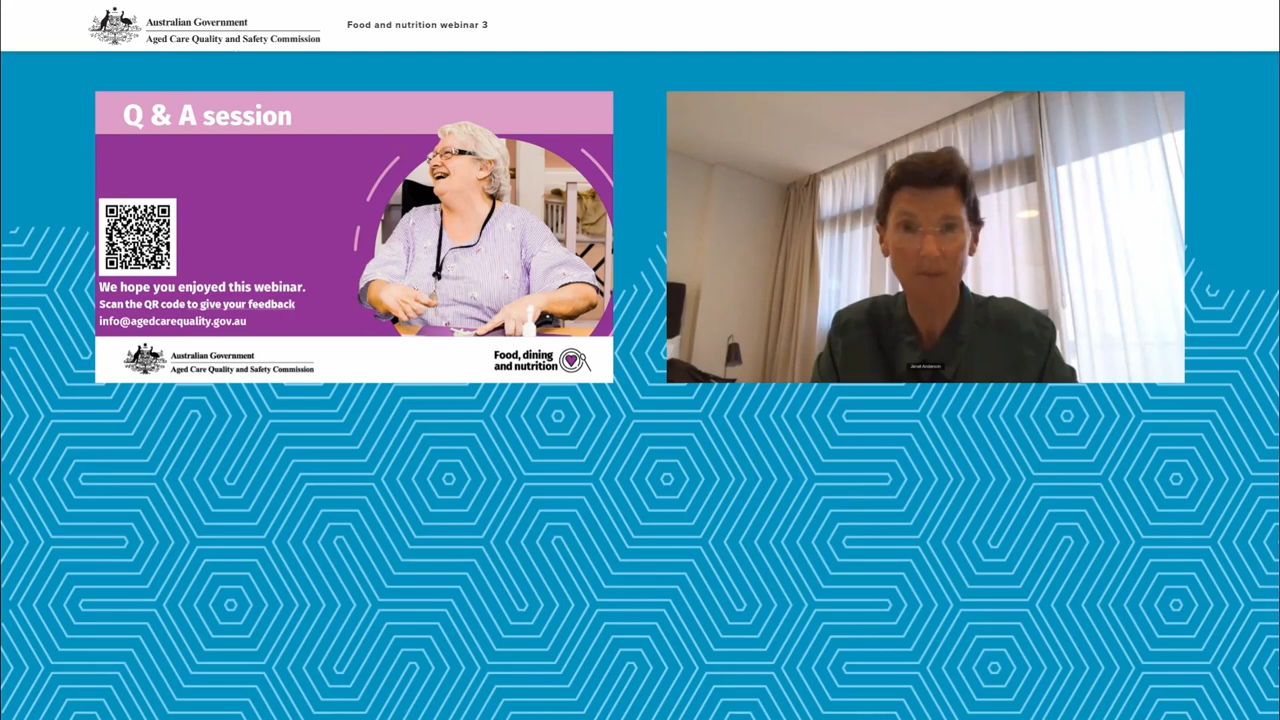 Australian Government
Aged Care Quality and Safety Commission
Food and nutrition webinar 3
Q & A session
We hope you enjoyed this webinar.
Scan the QR code to give your feedback
info@agedcarequality.gov.au
Australian Government
Aged Care Quality and Safety Commission
Food, dining
and nutrition
Janet Anderson